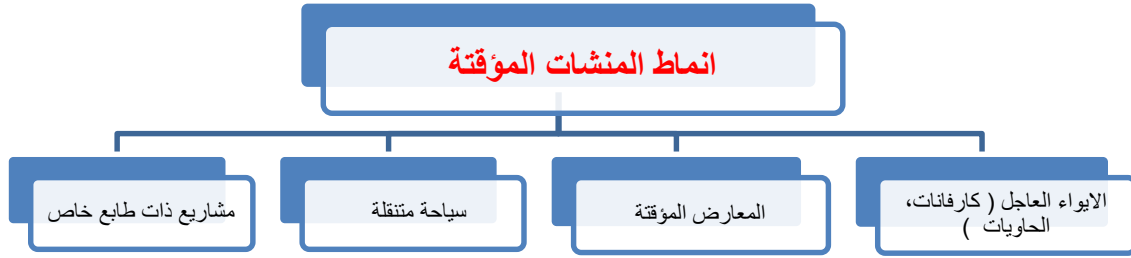 انماط المنشات المؤقتة
الايواء العاجل ( كارفانات،
الحاويات )
المعارض المؤقتة
سياحة متنقلة
مشاريع ذات طابع خاص